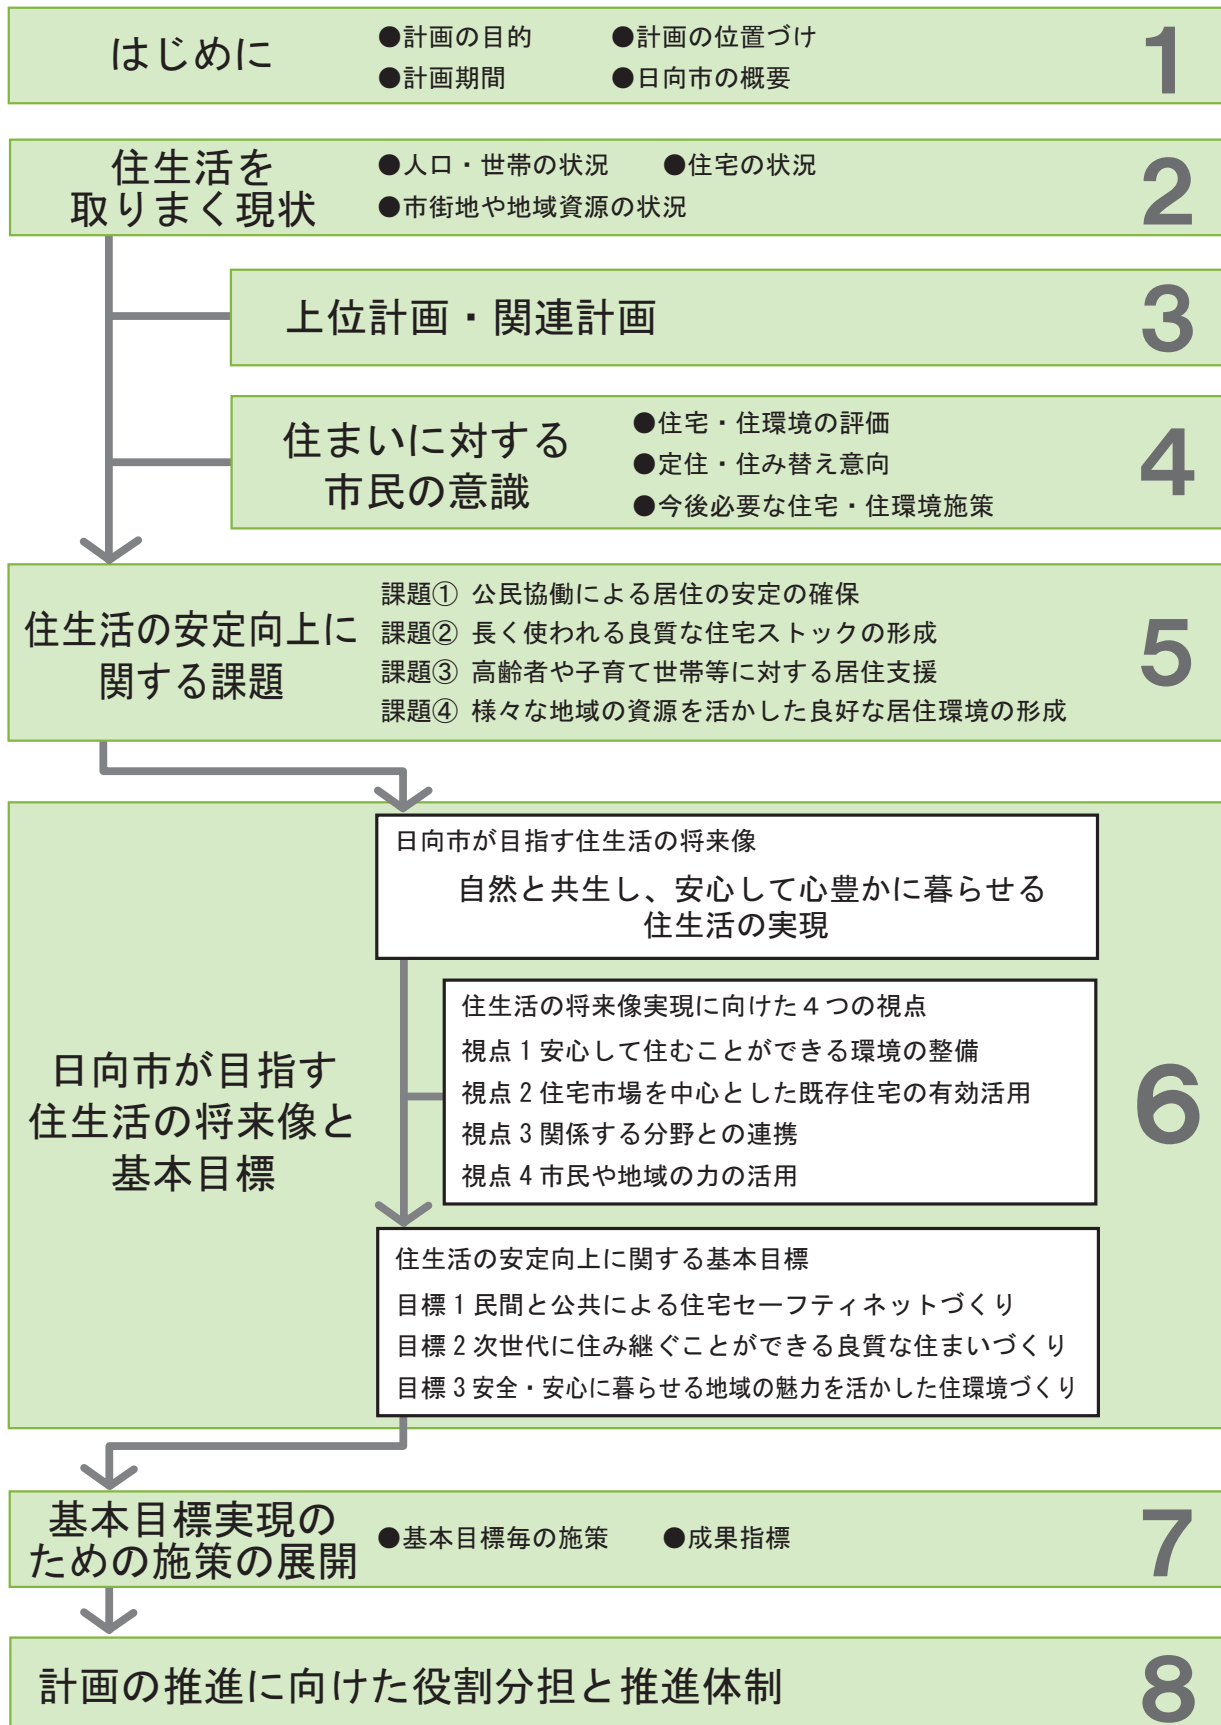 はじめに
●計画の目的 ●計画の位置づけ
●計画期間 ●日向市の概要
1
住生活を
取りまく現状
●人口・世帯の状況 ●住宅の状況
●市街地や地域資源の状況
2
上位計画・関連計画
3
住まいに対する
市民の意識
●住宅・住環境の評価
●定住・住み替え意向
●今後必要な住宅・住環境施策
4
住生活の安定向上に
関する課題
課題① 公民協働による居住の安定の確保
課題② 長く使われる良質な住宅ストックの形成
課題③ 高齢者や子育て世帯等に対する居住支援
課題④ 様々な地域の資源を活かした良好な居住環境の形成
5
日向市が目指す
住生活の将来像と
基本目標
日向市が目指す住生活の将来像
自然と共生し、安心して心豊かに暮らせる
住生活の実現
住生活の将来像実現に向けた4つの視点
視点1安心して住むことができる環境の整備
視点2住宅市場を中心とした既存住宅の有効活用
視点3関係する分野との連携
視点4市民や地域の力の活用
住生活の安定向上に関する基本目標
目標1民間と公共による住宅セーフティネットづくり
目標2次世代に住み継ぐことができる良質な住まいづくり
目標3安全・安心に暮らせる地域の魅力を活かした住環境づくり
6
基本目標実現の
ための施策の展開
●基本目標毎の施策 ●成果指標
7
計画の推進に向けた役割分担と推進体制
8